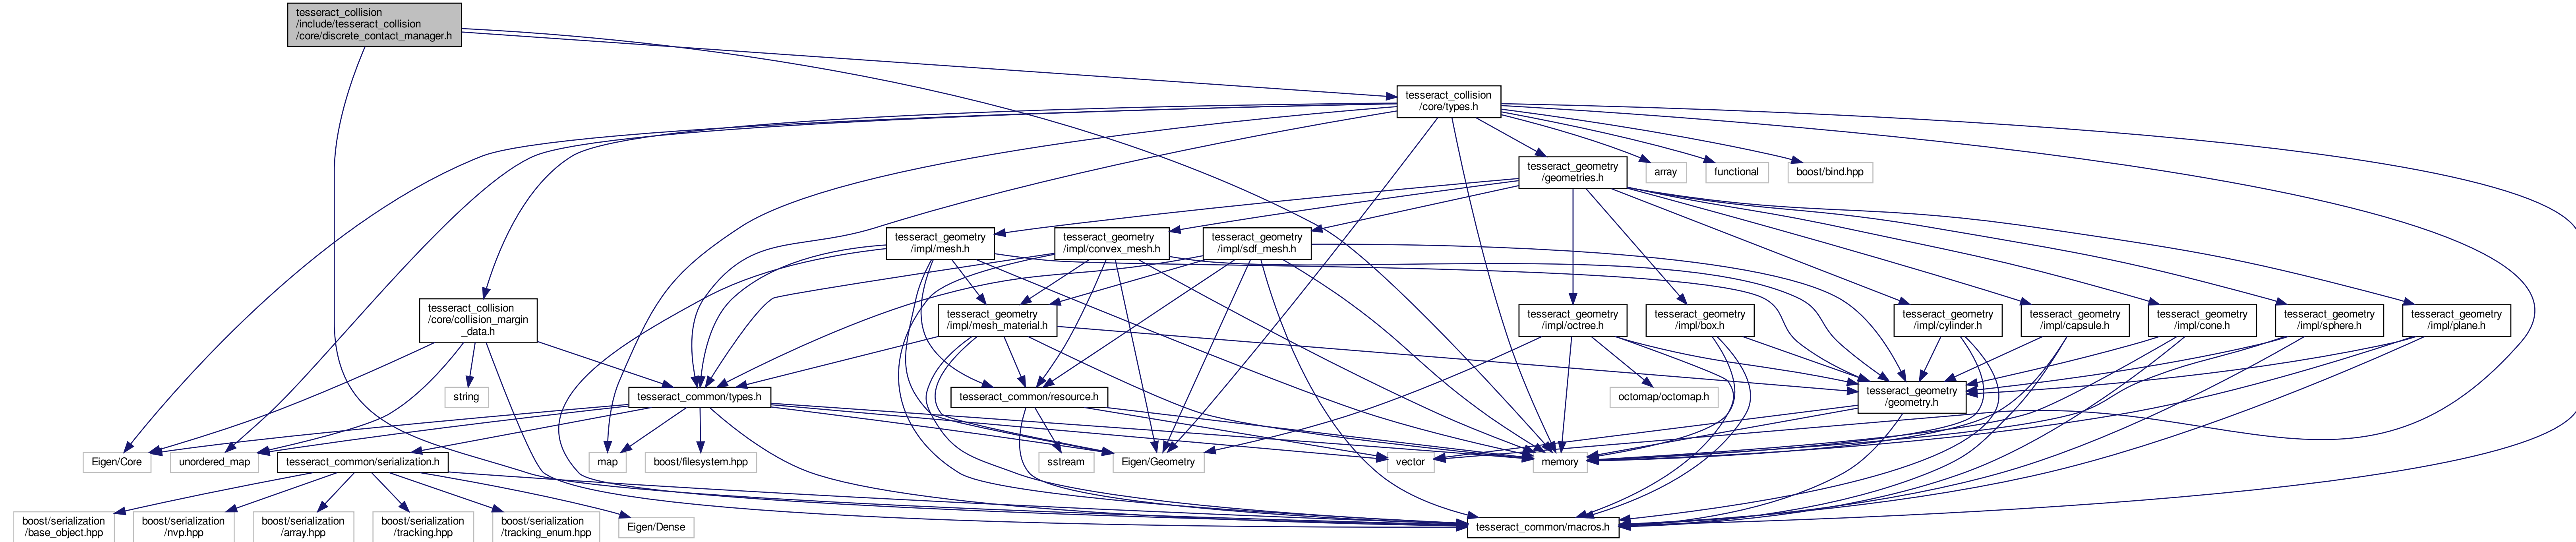 tesseract_collision
/include/tesseract_collision
/core/discrete_contact_manager.h
tesseract_collision
/core/types.h
tesseract_geometry
/geometries.h
array
functional
boost/bind.hpp
tesseract_geometry
/impl/mesh.h
tesseract_geometry
/impl/convex_mesh.h
tesseract_geometry
/impl/sdf_mesh.h
tesseract_collision
/core/collision_margin
_data.h
tesseract_geometry
/impl/mesh_material.h
tesseract_geometry
/impl/octree.h
tesseract_geometry
/impl/box.h
tesseract_geometry
/impl/cylinder.h
tesseract_geometry
/impl/capsule.h
tesseract_geometry
/impl/cone.h
tesseract_geometry
/impl/sphere.h
tesseract_geometry
/impl/plane.h
string
tesseract_common/types.h
tesseract_common/resource.h
octomap/octomap.h
tesseract_geometry
/geometry.h
Eigen/Core
unordered_map
tesseract_common/serialization.h
map
boost/filesystem.hpp
sstream
Eigen/Geometry
vector
memory
boost/serialization
/base_object.hpp
boost/serialization
/nvp.hpp
boost/serialization
/array.hpp
boost/serialization
/tracking.hpp
boost/serialization
/tracking_enum.hpp
Eigen/Dense
tesseract_common/macros.h